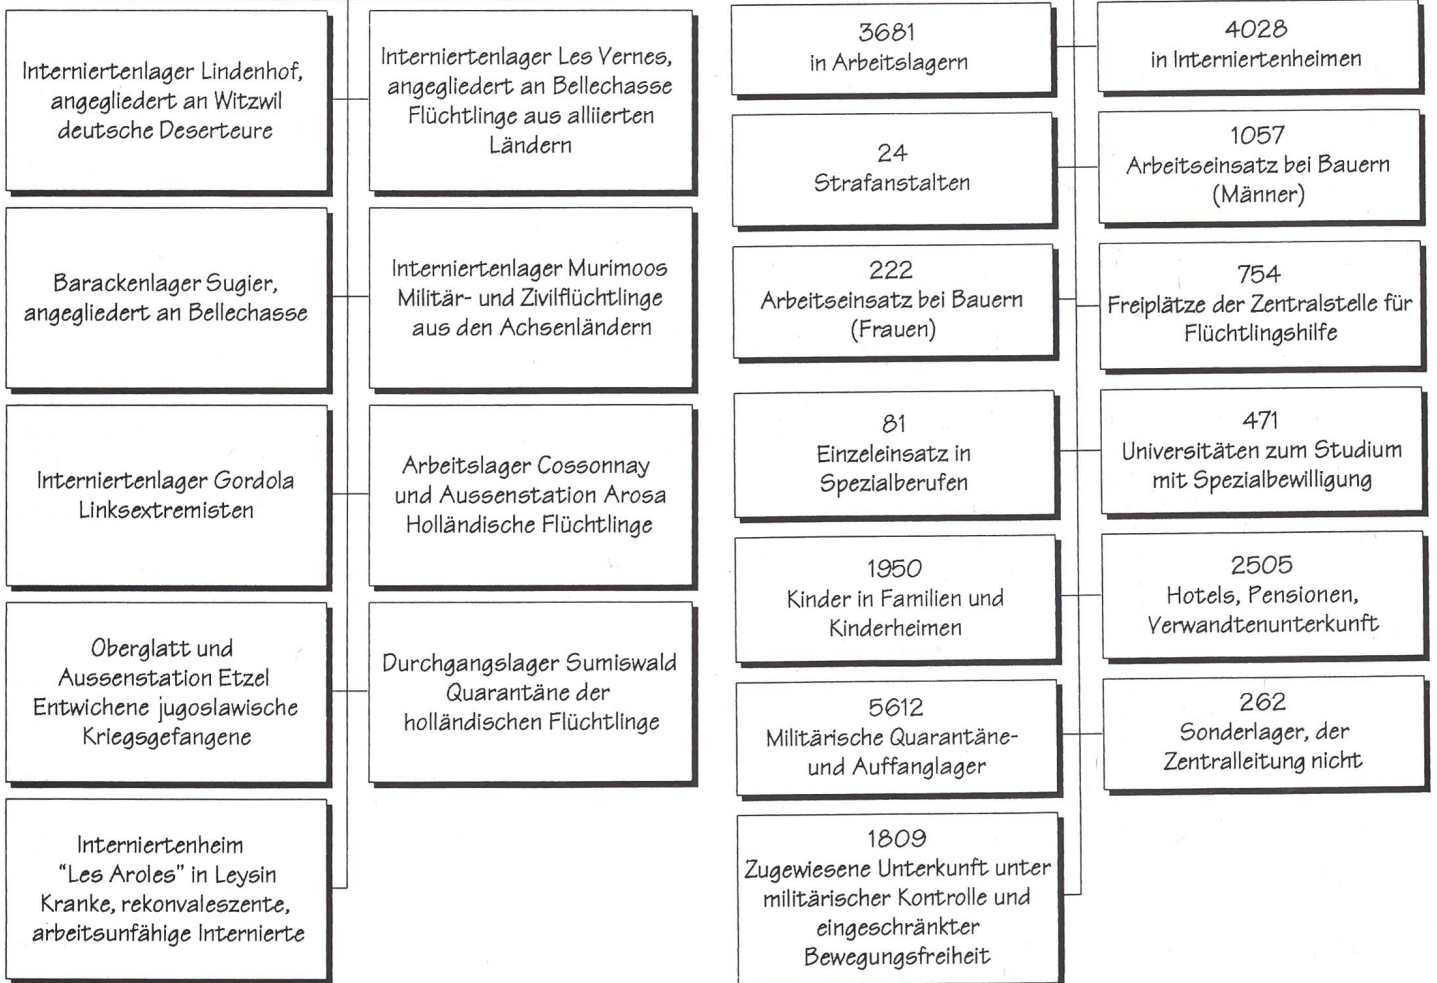 Interniertenlager Lindenhof,
angegliedert an Witzwil
deutsche Deserteure
Interniertenlager Les Vernes,
angegliedert an Bellechasse
Flüchtlinge aus alliierten
Ländern
Barackenlager Sugier,
angegliedert an Bellechasse
Interniertenlager Murimoos
Militär- und Zivilflüchtlinge
aus den Achsenländern
Interniertenlager Gordola
Linksextremisten
Arbeitslager Cossonnay
und Aussenstation Arosa
Holländische Flüchtlinge
Oberglatt und
Aussenstation Etzel
Entwichene jugoslawische
Kriegsgefangene
Durchgangslager Sumiswald
Quarantäne der
holländischen Flüchtlinge
Interniertenheim
"Les Aroles" in Leysin
Kranke, rekonvaleszente,
arbeitsunfähige Internierte
3681
in Arbeitslagern
4028
in Interniertenheimen
24
Strafanstalten
1057
Arbeitseinsatz bei Bauern
(Männer)
222
Arbeitseinsatz bei Bauern
(Frauen)
754
Freiplätze der Zentralstelle für
Flüchtlingshilfe
81
Einzeleinsatz in
Spezialberufen
471
Universitäten zum Studium
mit Spezialbewilligung
1950
Kinder in Familien und
Kinderheimen
2505
Hotels, Pensionen,
Verwandtenunterkunft
5612
Militärische Quarantäne-
und Auffanglager
262
Sonderlager, der
Zentralleitung nicht
1809
Zugewiesene Unterkunft unter
militärischer Kontrolle und
eingeschränkter
Bewegungsfreiheit